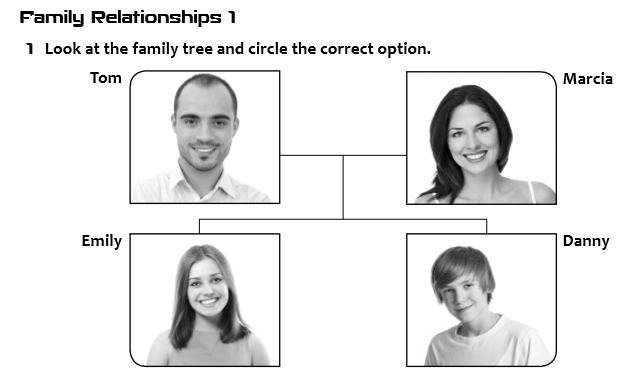 Family Relationships 1
1 Look at the family tree and circle the correct option.
Tom
Marcia
Emily
Danny